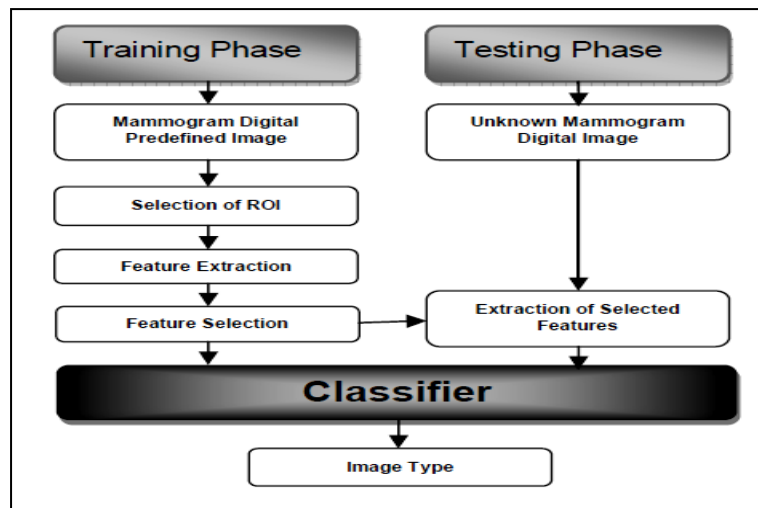 Training Phase
Testing Phase
Mammogram Digital
Predefined Image
Unknown Mammogram
Digital Image
Selection of ROI
Feature Extraction
Feature Selection
Extraction of Selected
Features
Classifier
Image Type